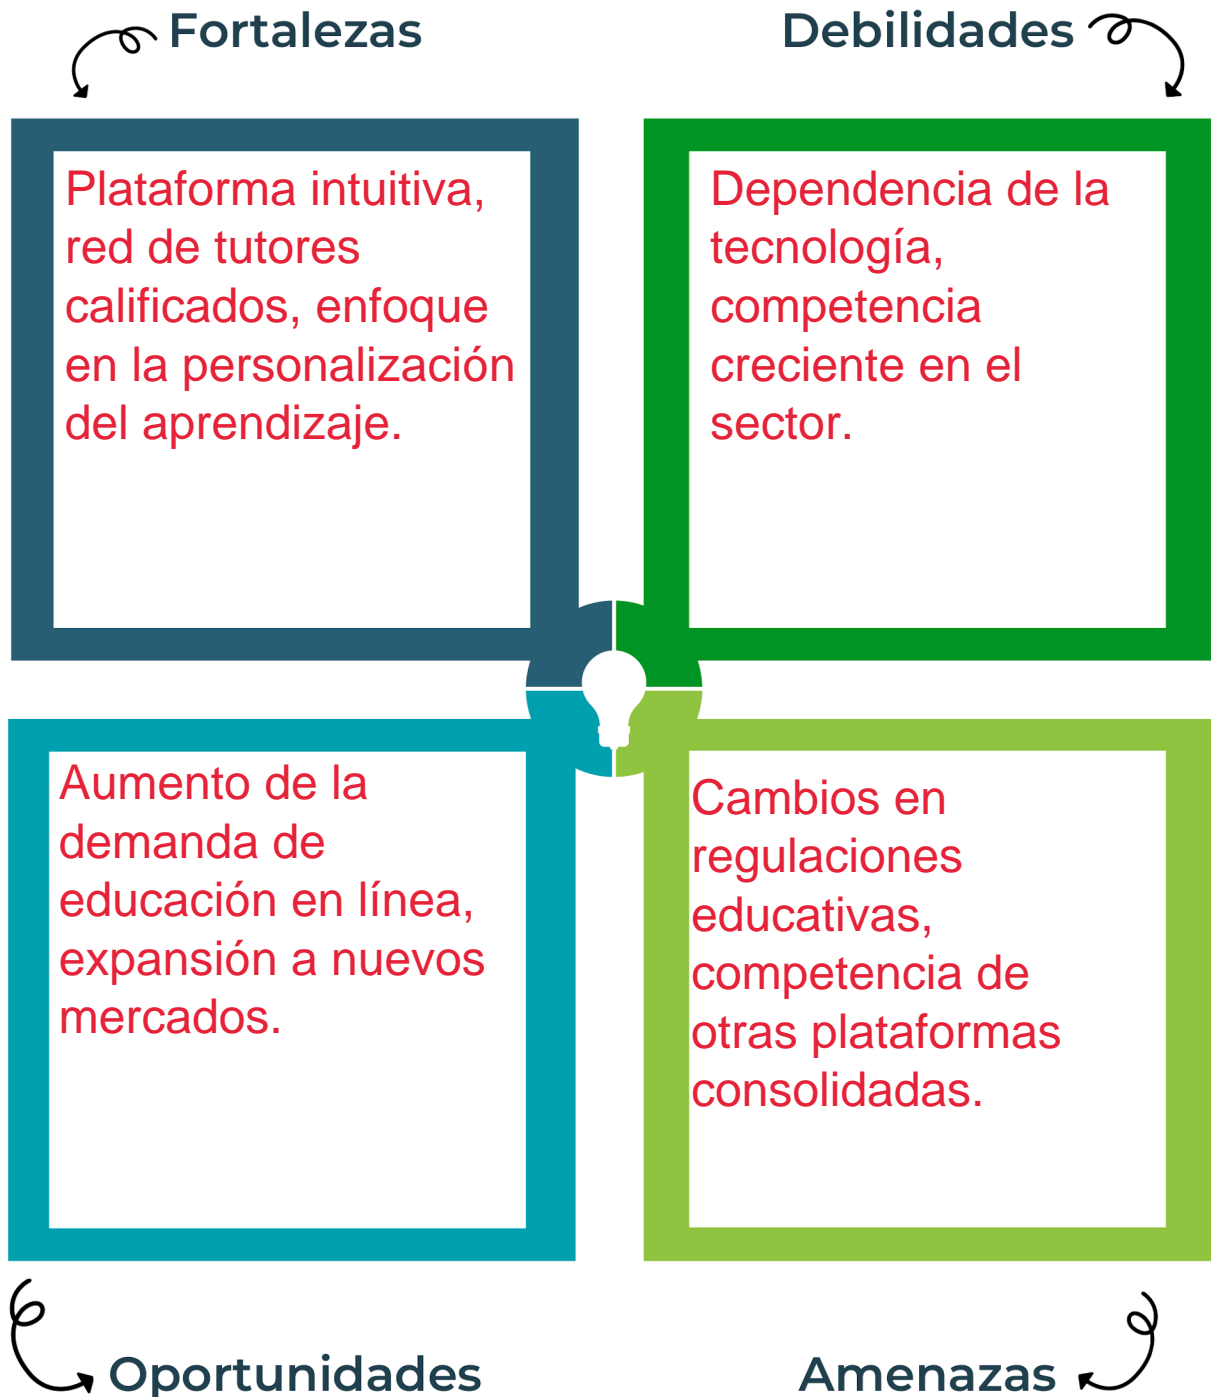 Fortalezas
Plataforma intuitiva,
red de tutores
calificados, enfoque
en la personalización
del aprendizaje.
Debilidades
Dependencia de la
tecnología,
competencia
creciente en el
sector.
Aumento de la
demanda de
educación en línea,
expansión a nuevos
mercados.
Oportunidades
Cambios en
regulaciones
educativas,
competencia de
otras plataformas
consolidadas.
Amenazas